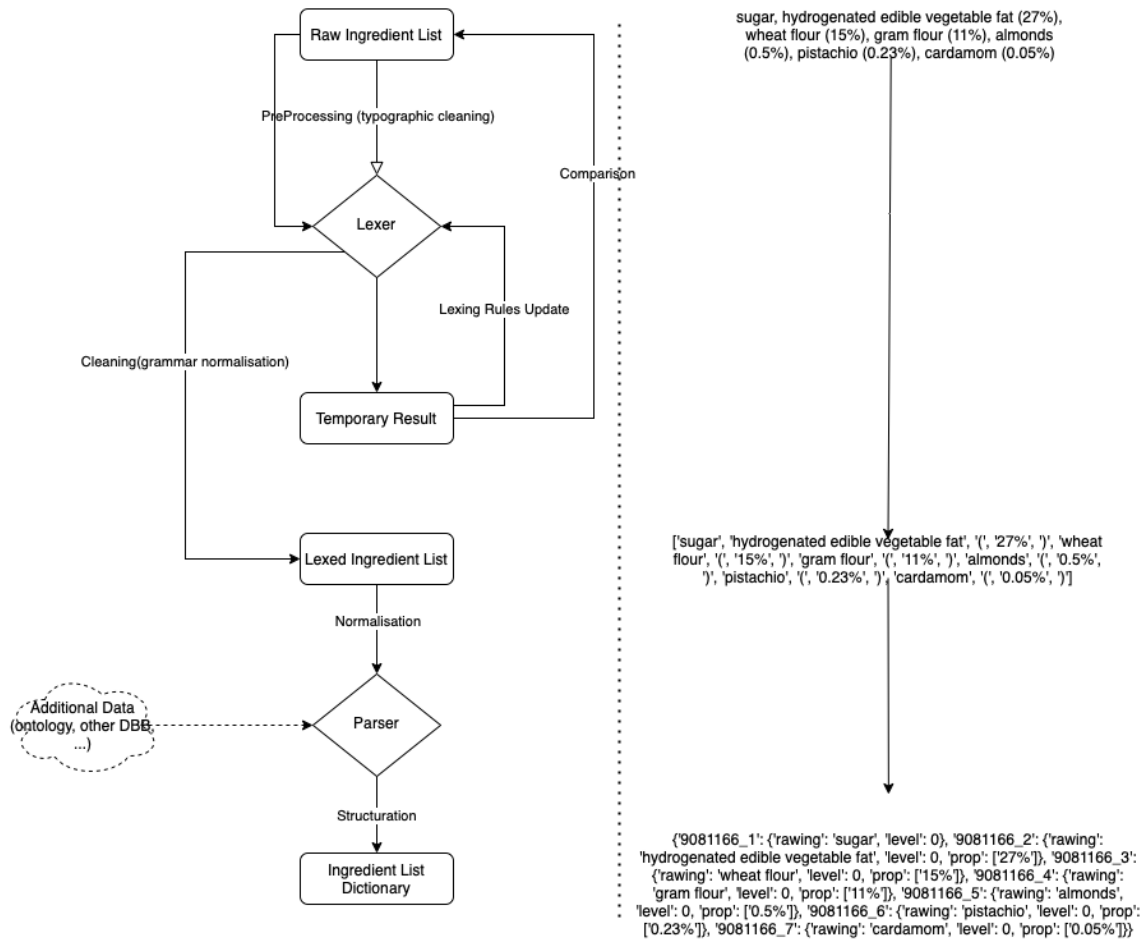 Raw Ingredient List
PreProcessing (typographic cleaning)
Comparison
Lexer
Lexing Rules Update
Cleaning(grammar normalisation)
Temporary Result
Lexed Ingredient List
Normalisation
Additional Data
(ontology, other DBB,
...)
Parser
Structuration
Ingredient List
Dictionary
sugar, hydrogenated edible vegetable fat (27%),
wheat flour (15%), gram flour (11%), almonds
(0.5%), pistachio (0.23%), cardamom (0.05%)
['sugar', 'hydrogenated edible vegetable fat', '(', '27%', ')', 'wheat
flour', '(', '15%', ')', 'gram flour', '(', '11%', ')', 'almonds', '(', '0.5%',
')', 'pistachio', '(', '0.23%', ')', 'cardamom', '(', '0.05%', ')']
{'9081166_1': {'rawing': 'sugar', 'level': 0}, '9081166_2': {'rawing':
'hydrogenated edible vegetable fat', 'level': 0, 'prop': ['27%']}, '9081166_3':
{'rawing': 'wheat flour', 'level': 0, 'prop': ['15%']}, '9081166_4': {'rawing':
'gram flour', 'level': 0, 'prop': ['11%']}, '9081166_5': {'rawing': 'almonds',
'level': 0, 'prop': ['0.5%']}, '9081166_6': {'rawing': 'pistachio', 'level': 0, 'prop':
['0.23%']}, '9081166_7': {'rawing': 'cardamom', 'level': 0, 'prop': ['0.05%']}}